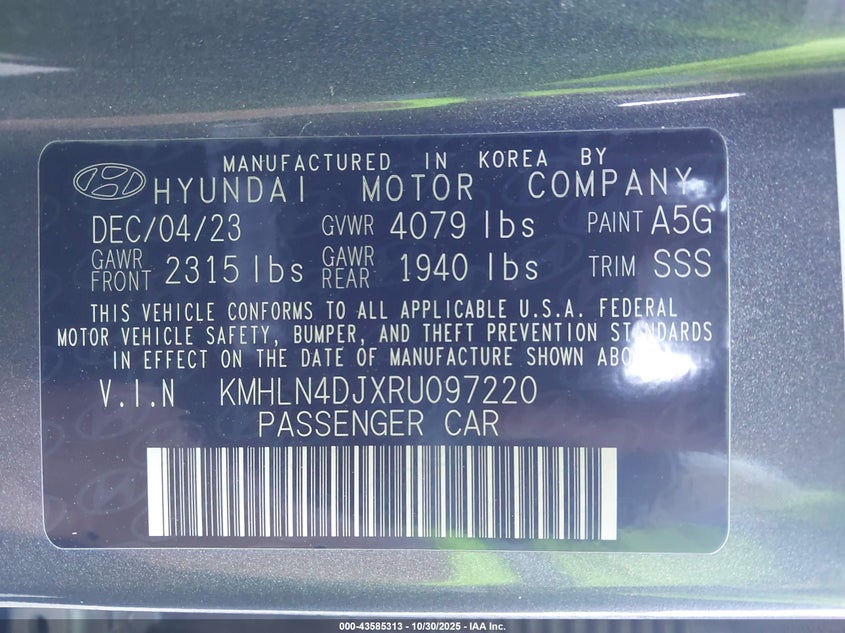 MANUFACTURED IN KOREA BY
HYUNDAI MOTOR COMPANY
DEC/04/23 GVWR 4079 lbs PAINT A5G
GAWR FRONT 2315 lbs GAWR REAR 1940 lbs TRIM SSS
THIS VEHICLE CONFORMS TO ALL APPLICABLE U.S.A. FEDERAL
MOTOR VEHICLE SAFETY, BUMPER, AND THEFT PREVENTION STANDARDS
IN EFFECT ON THE DATE OF MANUFACTURE SHOWN ABOVE
V.I.N KMHLN4DJXRU097220
PASSENGER CAR
000-43585313 - 10/30/2025 - IAA Inc.